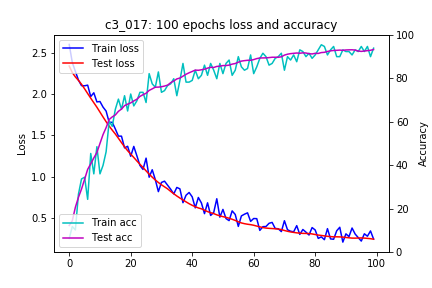 c3_017: 100 epochs loss and accuracy
Train loss
Test loss
Train acc
Test acc
Loss
2.5
2.0
1.5
1.0
0.5
Accuracy
100
80
60
40
20
0
0
20
40
60
80
100
Epochs